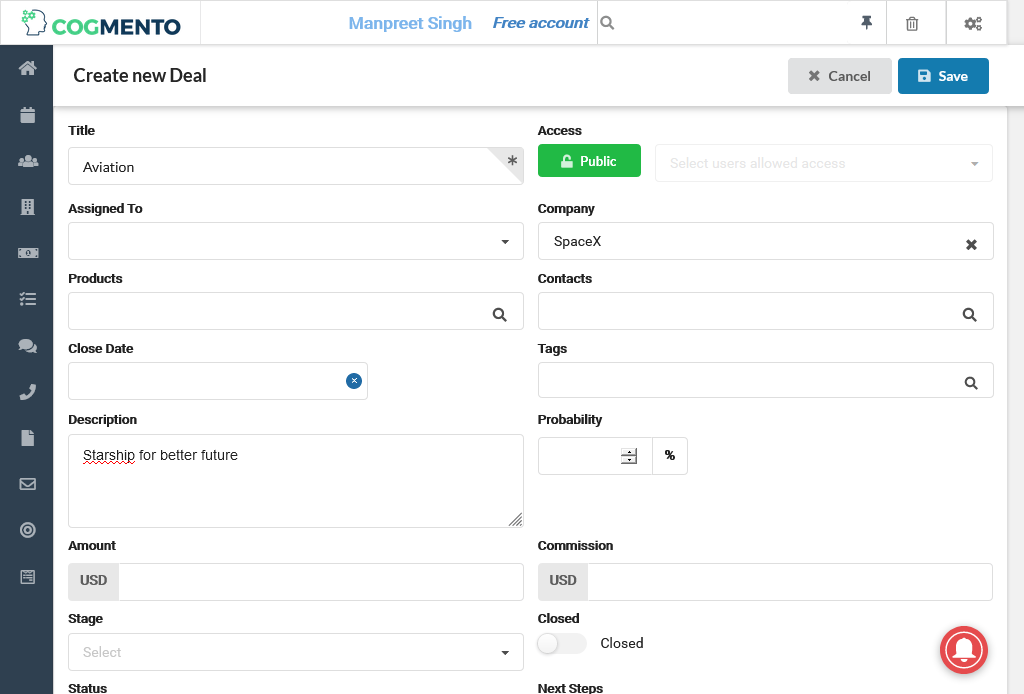 COGMENTO
Manpreet Singh Free account
Create new Deal
Cancel
Save
Title
Access
Aviation
*
Public
Select users allowed access
Assigned To
Company
SpaceX
Products
Contacts
Close Date
Tags
Description
Probability
Starship for better future
%
Amount
Commission
USD
USD
Stage
Closed
Select
Closed
Status
Next Steps